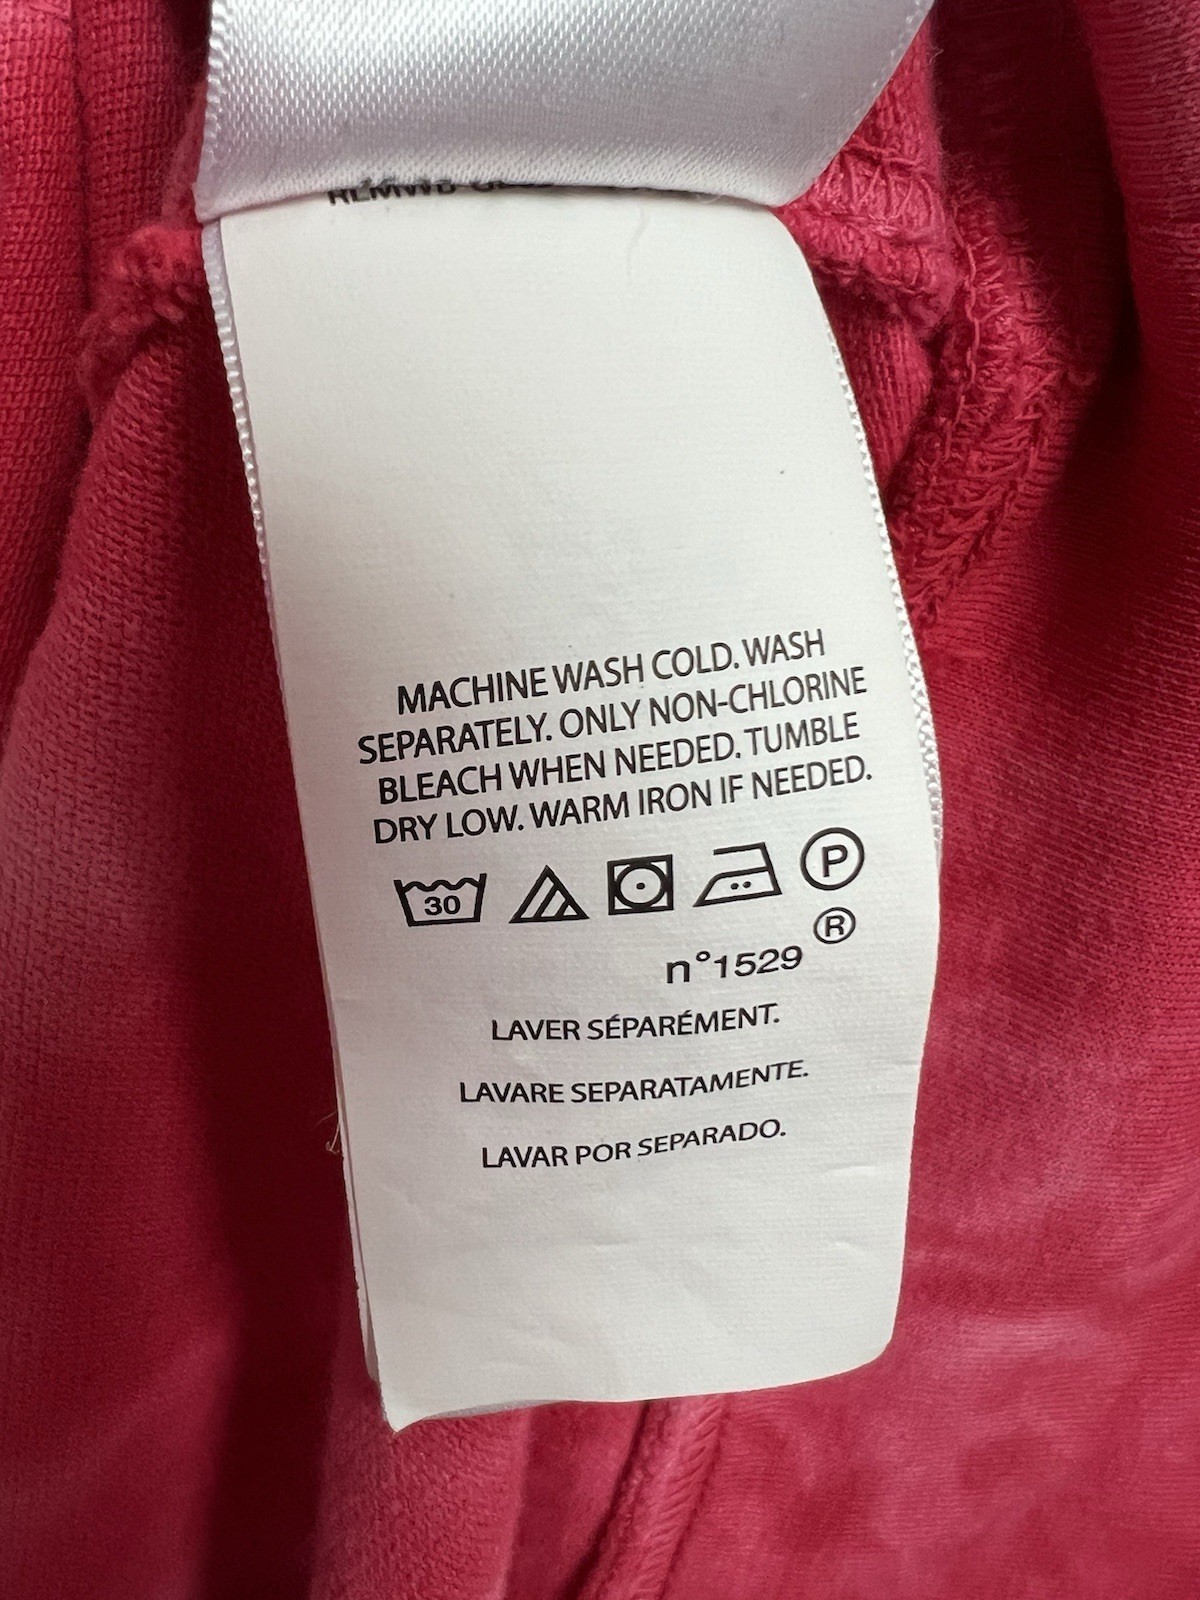 MACHINE WASH COLD. WASH
SEPARATELY. ONLY NON-CHLORINE
BLEACH WHEN NEEDED. TUMBLE
DRY LOW. WARM IRON IF NEEDED.
30 P
®
n°1529
LAVER SÉPARÉMENT.
LAVARE SEPARATAMENTE.
LAVAR POR SEPARADO.